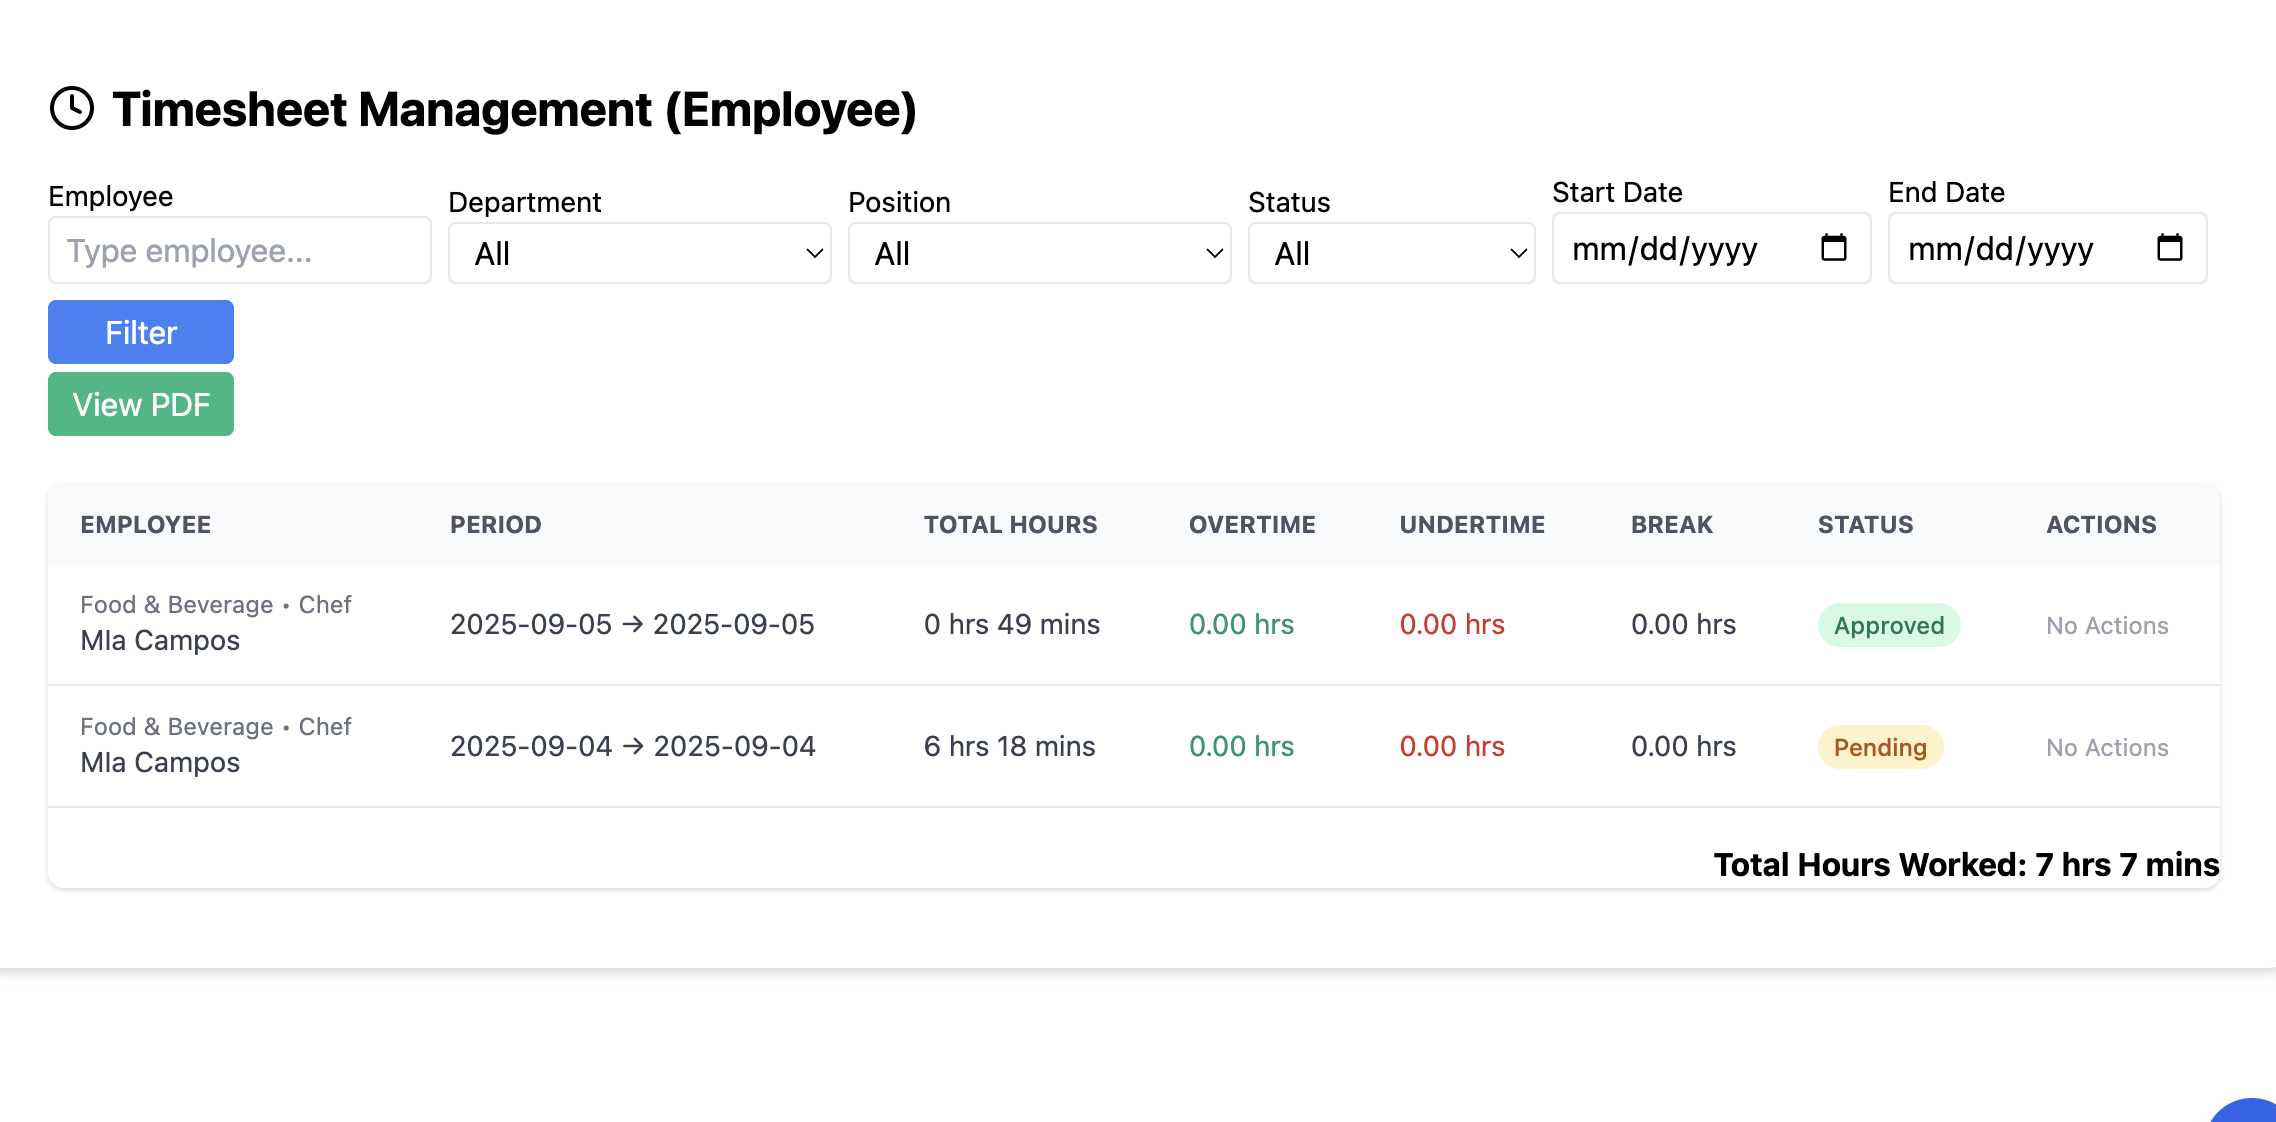 Timesheet Management (Employee)
Employee
Department
Position
Status
Start Date
End Date
Type employee...
All
All
All
mm/dd/yyyy
mm/dd/yyyy
Filter
View PDF
EMPLOYEE PERIOD TOTAL HOURS OVERTIME UNDERTIME BREAK STATUS ACTIONS
Food & Beverage • Chef
Mla Campos
2025-09-05 → 2025-09-05 0 hrs 49 mins 0.00 hrs 0.00 hrs 0.00 hrs Approved No Actions
Food & Beverage • Chef
Mla Campos
2025-09-04 → 2025-09-04 6 hrs 18 mins 0.00 hrs 0.00 hrs 0.00 hrs Pending No Actions
Total Hours Worked: 7 hrs 7 mins